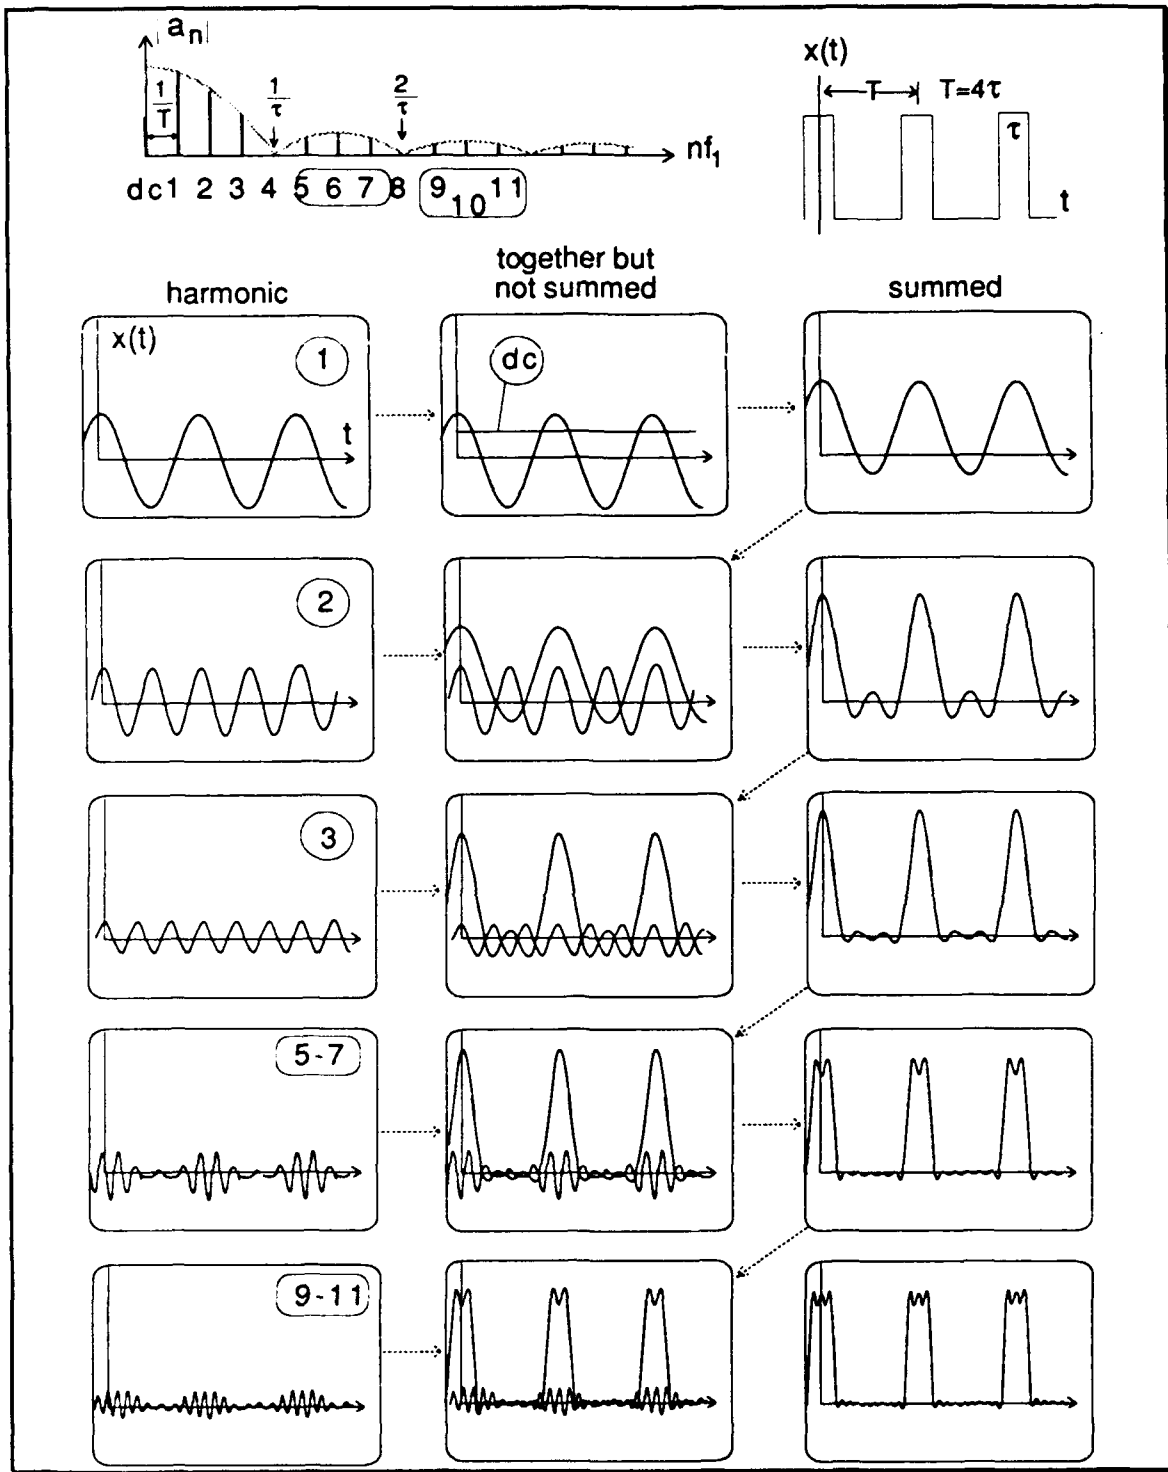 |aₙ|
1/T
1/τ
2/τ
nf₁
dc 1 2 3 4 5 6 7 8 9 10 11
x(t)
T
T=4τ
τ
t
harmonic
together but
not summed
summed
x(t)
1
t
dc
2
3
5-7
9-11